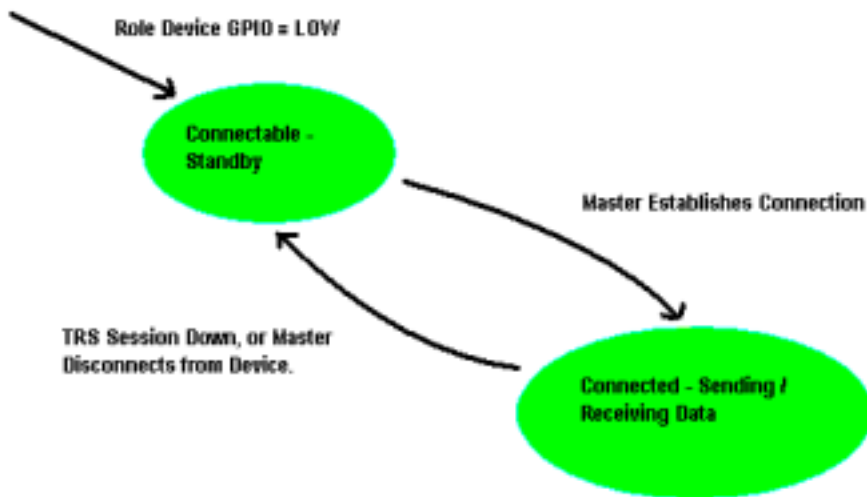 Role Device GPIO = LOW
Connectable -
Standby
Master Establishes Connection
TRS Session Down, or Master
Disconnects from Device.
Connected - Sending /
Receiving Data